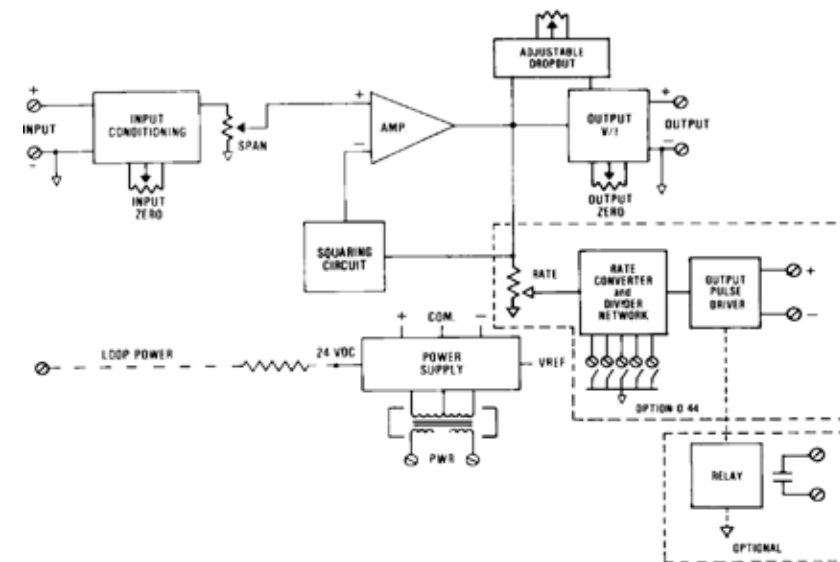 ADJUSTABLE
DROPOUT
+
INPUT
-
INPUT
CONDITIONING
SPAN
INPUT
ZERO
+
-
AMP.
OUTPUT
V/I
+
OUTPUT
-
OUTPUT
ZERO
SQUARING
CIRCUIT
RATE
RATE
CONVERTER
and
DIVIDER
NETWORK
OUTPUT
PULSE
DRIVER
+
-
OPTION 0 44
+ COM. -
LOOP POWER
24 VDC
POWER
SUPPLY
VREF
PWR
RELAY
OPTIONAL